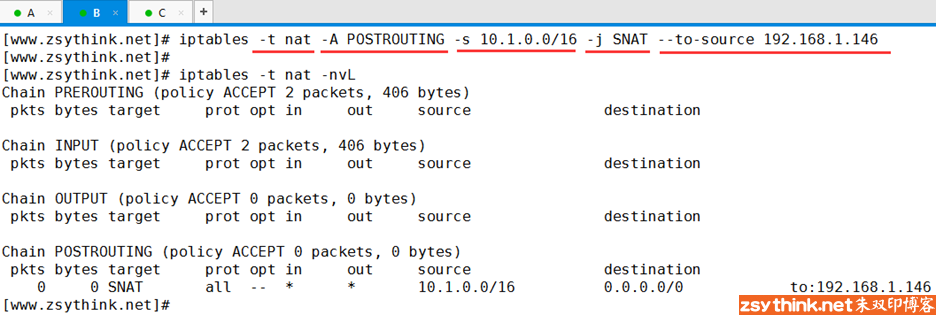 A × B × C × +
[www.zsythink.net]# iptables -t nat -A POSTROUTING -s 10.1.0.0/16 -j SNAT --to-source 192.168.1.146
[www.zsythink.net]#
[www.zsythink.net]# iptables -t nat -nvL
Chain PREROUTING (policy ACCEPT 2 packets, 406 bytes)
 pkts bytes target     prot opt in     out     source               destination

Chain INPUT (policy ACCEPT 2 packets, 406 bytes)
 pkts bytes target     prot opt in     out     source               destination

Chain OUTPUT (policy ACCEPT 0 packets, 0 bytes)
 pkts bytes target     prot opt in     out     source               destination

Chain POSTROUTING (policy ACCEPT 0 packets, 0 bytes)
 pkts bytes target     prot opt in     out     source               destination
    0     0 SNAT       all  --  *      *       10.1.0.0/16          0.0.0.0/0            to:192.168.1.146
[www.zsythink.net]#
zsythink.net朱双印博客